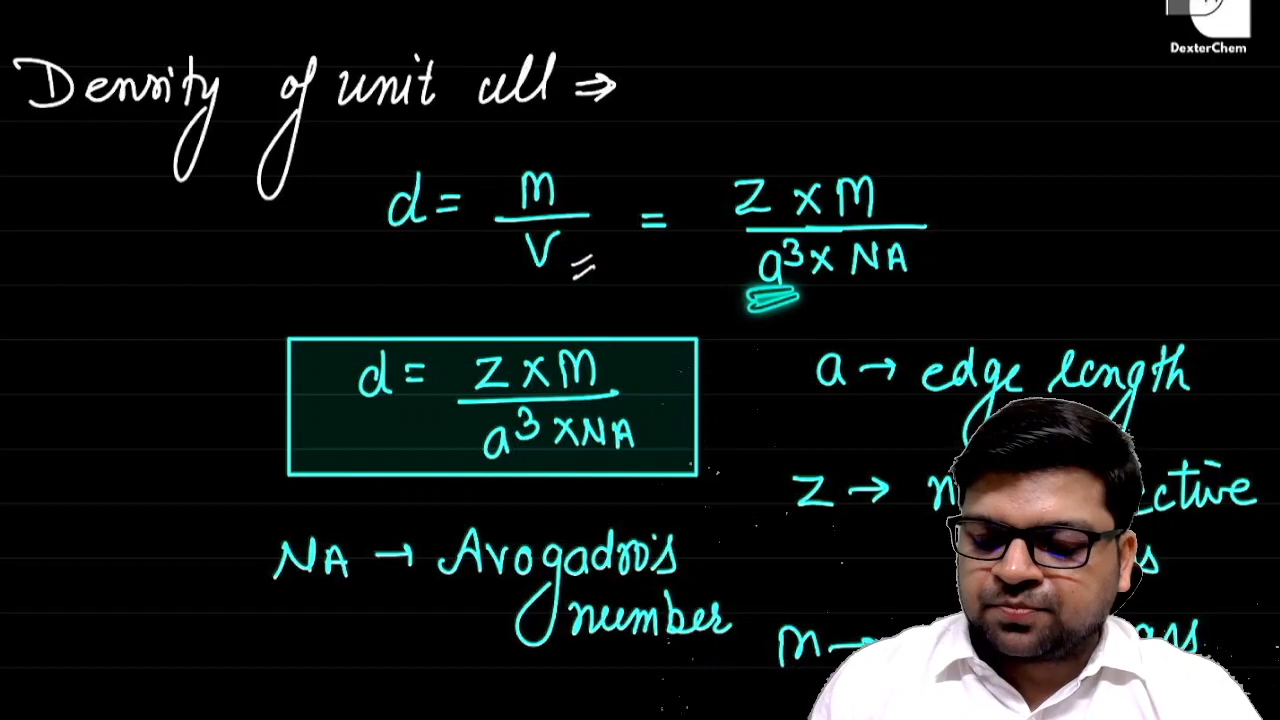 DexterChem
Density of unit cell ⇒
d = m / V = Z × M / a³ × NA
d = Z × M / a³ × NA
a → edge length
Z →
NA → Avogadro's
number
M →